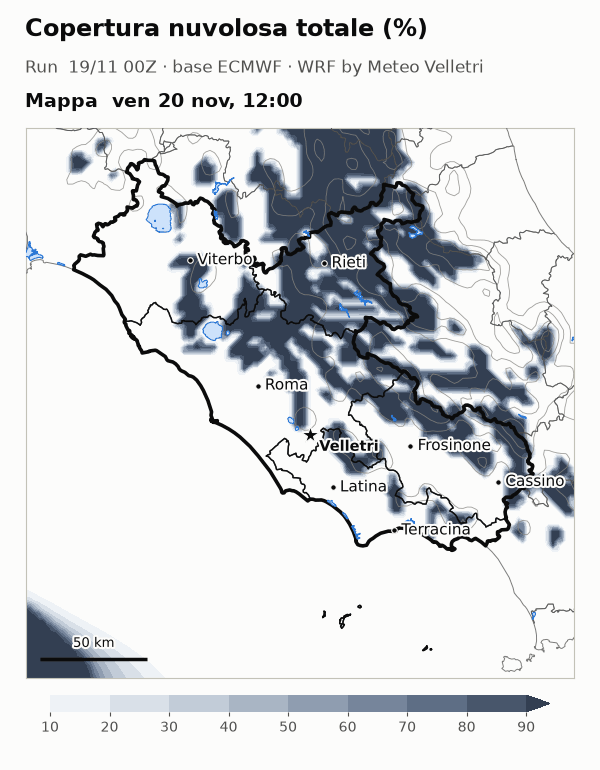 Copertura nuvolosa totale (%)
Run  19/11 00Z · base ECMWF · WRF by Meteo Velletri
Mappa  ven 20 nov, 12:00
Viterbo
Rieti
Roma
Velletri
Frosinone
Latina
Cassino
Terracina
50 km
10 20 30 40 50 60 70 80 90